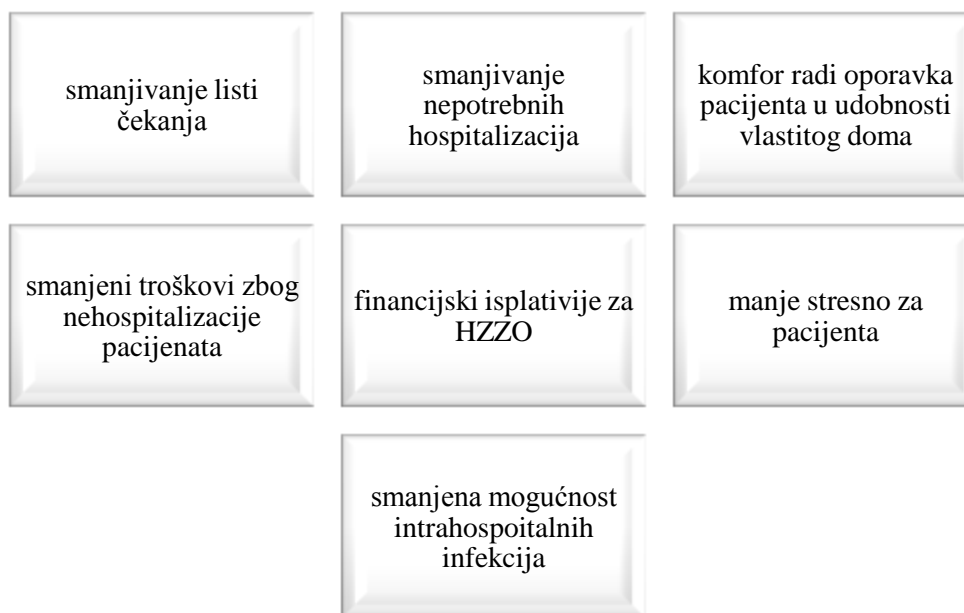 smanjivanje listi
čekanja
smanjivanje
nepotrebnih
hospitalizacija
komfor radi oporavka
pacijenta u udobnosti
vlastitog doma
smanjeni troškovi zbog
nehospitalizacije
pacijenata
financijski isplativije za
HZZO
manje stresno za
pacijenta
smanjena mogućnost
intrahospoitalnih
infekcija